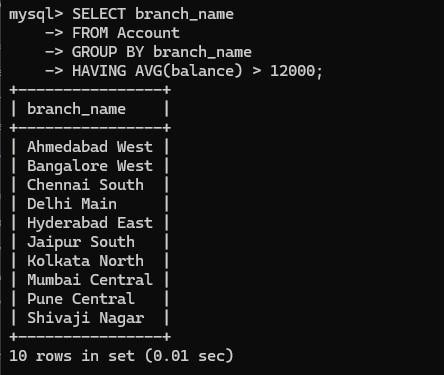 mysql> SELECT branch_name
    -> FROM Account
    -> GROUP BY branch_name
    -> HAVING AVG(balance) > 12000;
+----------------+
| branch_name    |
+----------------+
| Ahmedabad West |
| Bangalore West |
| Chennai South  |
| Delhi Main     |
| Hyderabad East |
| Jaipur South   |
| Kolkata North  |
| Mumbai Central |
| Pune Central   |
| Shivaji Nagar  |
+----------------+
10 rows in set (0.01 sec)